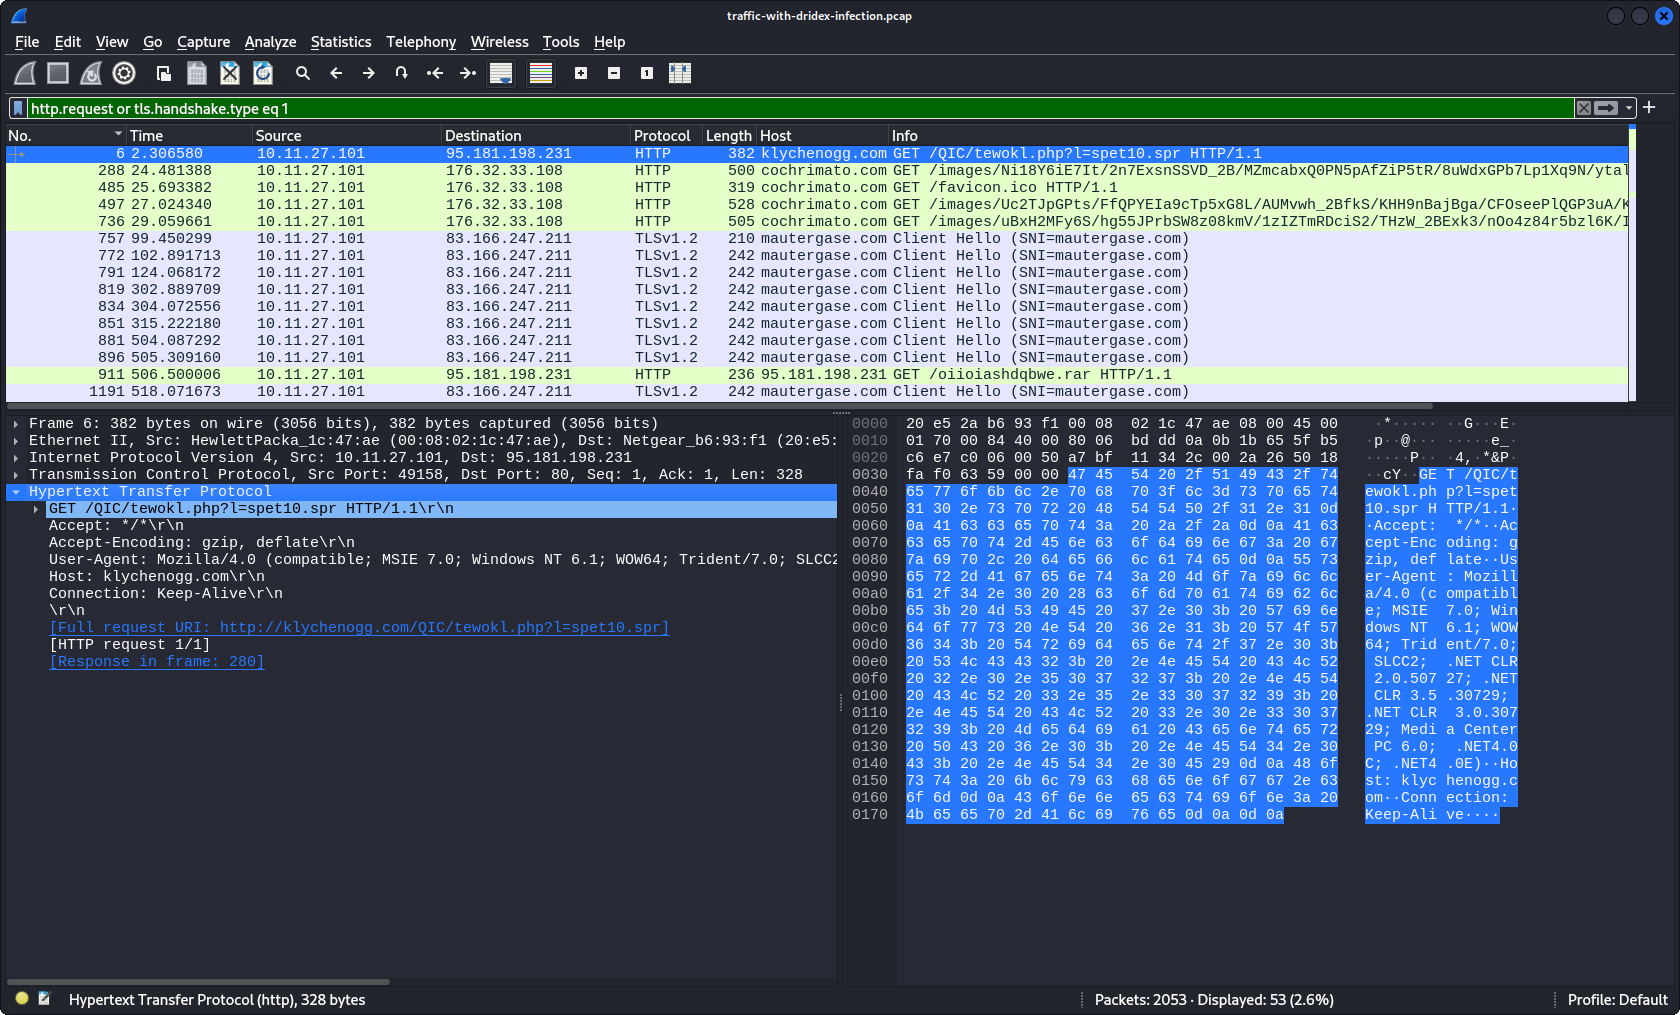 traffic-with-dridex-infection.pcap
File Edit View Go Capture Analyze Statistics Telephony Wireless Tools Help
http.request or tls.handshake.type eq 1
No. Time Source Destination Protocol Length Host Info
6 2.306580 10.11.27.101 95.181.198.231 HTTP 382 klychenogg.com GET /QIC/tewokl.php?l=spet10.spr HTTP/1.1
288 24.481388 10.11.27.101 176.32.33.108 HTTP 500 cochrimato.com GET /images/Ni18Y6iE7It/2n7ExsnSSVD_2B/MZmcabxQ0PN5pAfZiP5tR/8uWdxGPb7Lp1Xq9N/ytal
485 25.693382 10.11.27.101 176.32.33.108 HTTP 319 cochrimato.com GET /favicon.ico HTTP/1.1
497 27.024340 10.11.27.101 176.32.33.108 HTTP 528 cochrimato.com GET /images/Uc2TJpGPts/FfQPYEIa9cTp5xG8L/AUMvwh_2BfkS/KHH9nBajBga/CFOseePlQGP3uA/K
736 29.059661 10.11.27.101 176.32.33.108 HTTP 505 cochrimato.com GET /images/uBxH2MFy6S/hg55JPrbSW8z08kmV/1zIZTmRDciS2/THzW_2BExk3/nOo4z84r5bzl6K/I
757 99.450299 10.11.27.101 83.166.247.211 TLSv1.2 210 mautergase.com Client Hello (SNI=mautergase.com)
772 102.891713 10.11.27.101 83.166.247.211 TLSv1.2 242 mautergase.com Client Hello (SNI=mautergase.com)
791 124.068172 10.11.27.101 83.166.247.211 TLSv1.2 242 mautergase.com Client Hello (SNI=mautergase.com)
819 302.889709 10.11.27.101 83.166.247.211 TLSv1.2 242 mautergase.com Client Hello (SNI=mautergase.com)
834 304.072556 10.11.27.101 83.166.247.211 TLSv1.2 242 mautergase.com Client Hello (SNI=mautergase.com)
851 315.222180 10.11.27.101 83.166.247.211 TLSv1.2 242 mautergase.com Client Hello (SNI=mautergase.com)
881 504.087292 10.11.27.101 83.166.247.211 TLSv1.2 242 mautergase.com Client Hello (SNI=mautergase.com)
896 505.309160 10.11.27.101 83.166.247.211 TLSv1.2 242 mautergase.com Client Hello (SNI=mautergase.com)
911 506.500006 10.11.27.101 95.181.198.231 HTTP 236 95.181.198.231 GET /oiioiashdqbwe.rar HTTP/1.1
1191 518.071673 10.11.27.101 83.166.247.211 TLSv1.2 242 mautergase.com Client Hello (SNI=mautergase.com)
Frame 6: 382 bytes on wire (3056 bits), 382 bytes captured (3056 bits)
Ethernet II, Src: HewlettPacka_1c:47:ae (00:08:02:1c:47:ae), Dst: Netgear_b6:93:f1 (20:e5:
Internet Protocol Version 4, Src: 10.11.27.101, Dst: 95.181.198.231
Transmission Control Protocol, Src Port: 49158, Dst Port: 80, Seq: 1, Ack: 1, Len: 328
Hypertext Transfer Protocol
GET /QIC/tewokl.php?l=spet10.spr HTTP/1.1\r\n
Accept: */*\r\n
Accept-Encoding: gzip, deflate\r\n
User-Agent: Mozilla/4.0 (compatible; MSIE 7.0; Windows NT 6.1; WOW64; Trident/7.0; SLCC2
Host: klychenogg.com\r\n
Connection: Keep-Alive\r\n
\r\n
[Full request URI: http://klychenogg.com/QIC/tewokl.php?l=spet10.spr]
[HTTP request 1/1]
[Response in frame: 280]
0000 20 e5 2a b6 93 f1 00 08 02 1c 47 ae 08 00 45 00 ·*····· ··G···E·
0010 01 70 00 84 40 00 80 06 bd dd 0a 0b 1b 65 5f b5 ·p··@··· ·····e_·
0020 c6 e7 c0 06 00 50 a7 bf 11 34 2c 00 2a 26 50 18 ·····P·· ·4,·*&P·
0030 fa f0 63 59 00 00 47 45 54 20 2f 51 49 43 2f 74 ··cY··GE T /QIC/t
0040 65 77 6f 6b 6c 2e 70 68 70 3f 6c 3d 73 70 65 74 ewokl.ph p?l=spet
0050 31 30 2e 73 70 72 20 48 54 54 50 2f 31 2e 31 0d 10.spr H TTP/1.1·
0060 0a 41 63 63 65 70 74 3a 20 2a 2f 2a 0d 0a 41 63 ·Accept: */*··Ac
0070 63 65 70 74 2d 45 6e 63 6f 64 69 6e 67 3a 20 67 cept-Enc oding: g
0080 7a 69 70 2c 20 64 65 66 6c 61 74 65 0d 0a 55 73 zip, def late··Us
0090 65 72 2d 41 67 65 6e 74 3a 20 4d 6f 7a 69 6c 6c er-Agent : Mozill
00a0 61 2f 34 2e 30 20 28 63 6f 6d 70 61 74 69 62 6c a/4.0 (c ompatibl
00b0 65 3b 20 4d 53 49 45 20 37 2e 30 3b 20 57 69 6e e; MSIE 7.0; Win
00c0 64 6f 77 73 20 4e 54 20 36 2e 31 3b 20 57 4f 57 dows NT 6.1; WOW
00d0 36 34 3b 20 54 72 69 64 65 6e 74 2f 37 2e 30 3b 64; Trid ent/7.0;
00e0 20 53 4c 43 43 32 3b 20 2e 4e 45 54 20 43 4c 52 SLCC2; .NET CLR
00f0 20 32 2e 30 2e 35 30 37 32 37 3b 20 2e 4e 45 54 2.0.507 27; .NET
0100 20 43 4c 52 20 33 2e 35 2e 33 30 37 32 39 3b 20 CLR 3.5 .30729;
0110 2e 4e 45 54 20 43 4c 52 20 33 2e 30 2e 33 30 37 .NET CLR 3.0.307
0120 32 39 3b 20 4d 65 64 69 61 20 43 65 6e 74 65 72 29; Medi a Center
0130 20 50 43 20 36 2e 30 3b 20 2e 4e 45 54 34 2e 30 PC 6.0; .NET4.0
0140 43 3b 20 2e 4e 45 54 34 2e 30 45 29 0d 0a 48 6f C; .NET4 .0E)··Ho
0150 73 74 3a 20 6b 6c 79 63 68 65 6e 6f 67 67 2e 63 st: klyc henogg.c
0160 6f 6d 0d 0a 43 6f 6e 6e 65 63 74 69 6f 6e 3a 20 om··Conn ection:
0170 4b 65 65 70 2d 41 6c 69 76 65 0d 0a 0d 0a Keep-Ali ve····
Hypertext Transfer Protocol (http), 328 bytes
Packets: 2053 · Displayed: 53 (2.6%)
Profile: Default